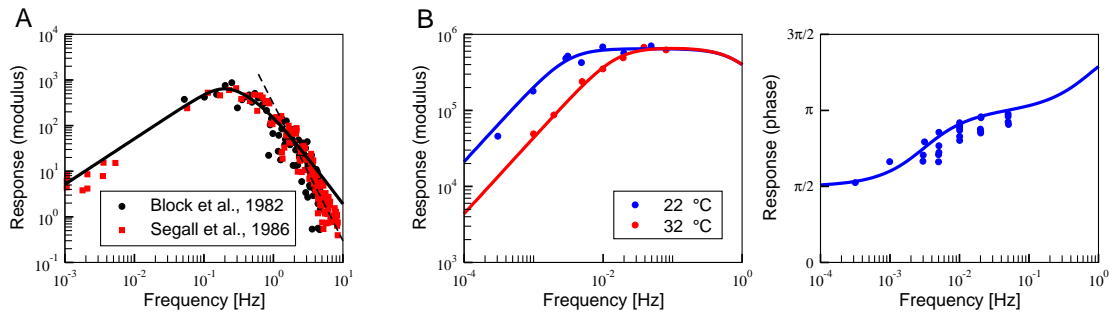 A
Response (modulus)
10^4
10^3
10^2
10^1
10^0
10^-1
Block et al., 1982
Segall et al., 1986
10^-3
10^-2
10^-1
10^0
10^1
Frequency [Hz]
B
Response (modulus)
10^6
10^5
10^4
10^3
22 °C
32 °C
10^-4
10^-2
10^0
Frequency [Hz]
Response (phase)
3π/2
π
π/2
0
10^-4
10^-3
10^-2
10^-1
10^0
Frequency [Hz]